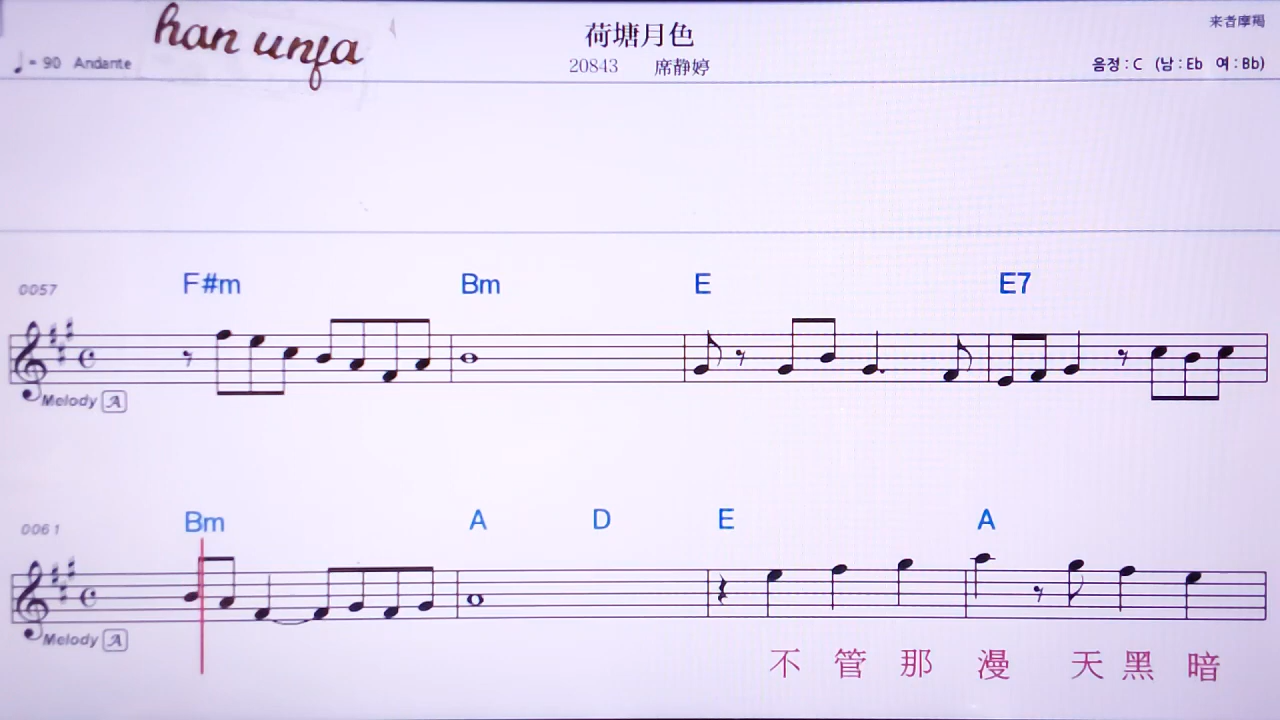 han unfa
荷塘月色
来者摩羯
♩= 90 Andante
20843 席静婷
음정 : C (남 : Eb 여 : Bb)
F#m Bm E E7
0057
Melody A
Bm A D E A
0061
Melody A
不 管 那 漫 天 黑 暗